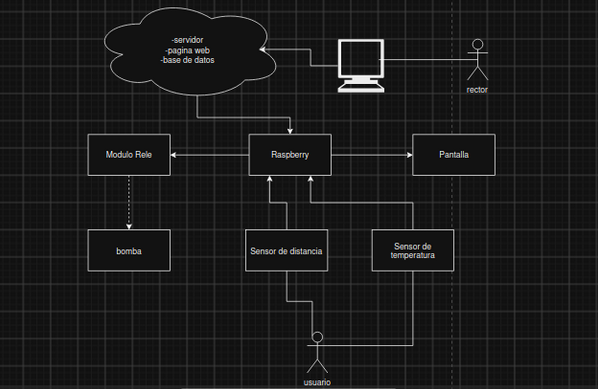 -servidor
-pagina web
-base de datos
rector
Modulo Rele
Raspberry
Pantalla
bomba
Sensor de distancia
Sensor de
temperatura
usuario